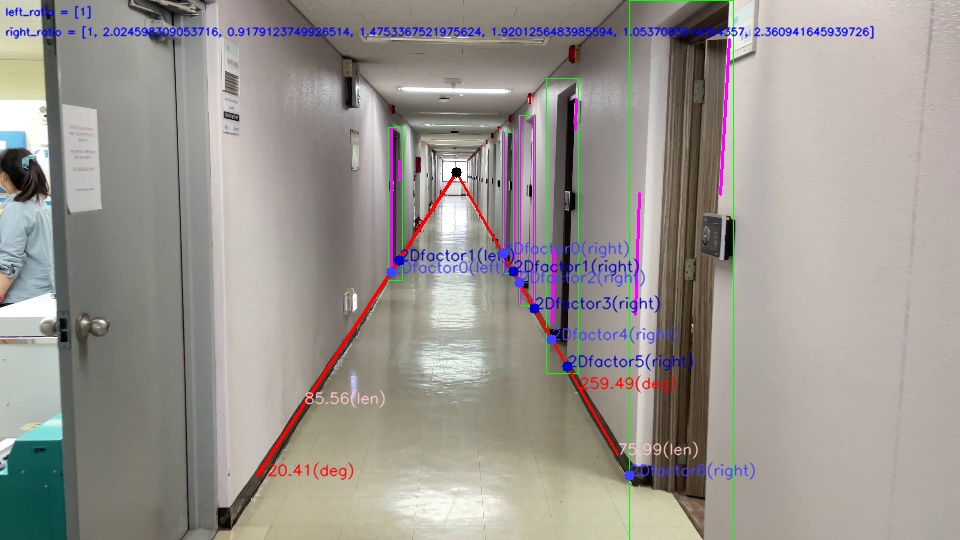 left_ratio = [1]
right_ratio = [1, 2.024598309053716, 0.9179123749926514, 1.4753367521975624, 1.9201256483985594, 2.360941645939726]
2Dfactor0(right)
2Dfactor1(left)
2Dfactor0(left)
2Dfactor1(right)
2Dfactor2(right)
2Dfactor3(right)
2Dfactor4(right)
2Dfactor5(right)
259.49(deg)
85.56(len)
75.99(len)
20.41(deg)
2Dfactor6(right)